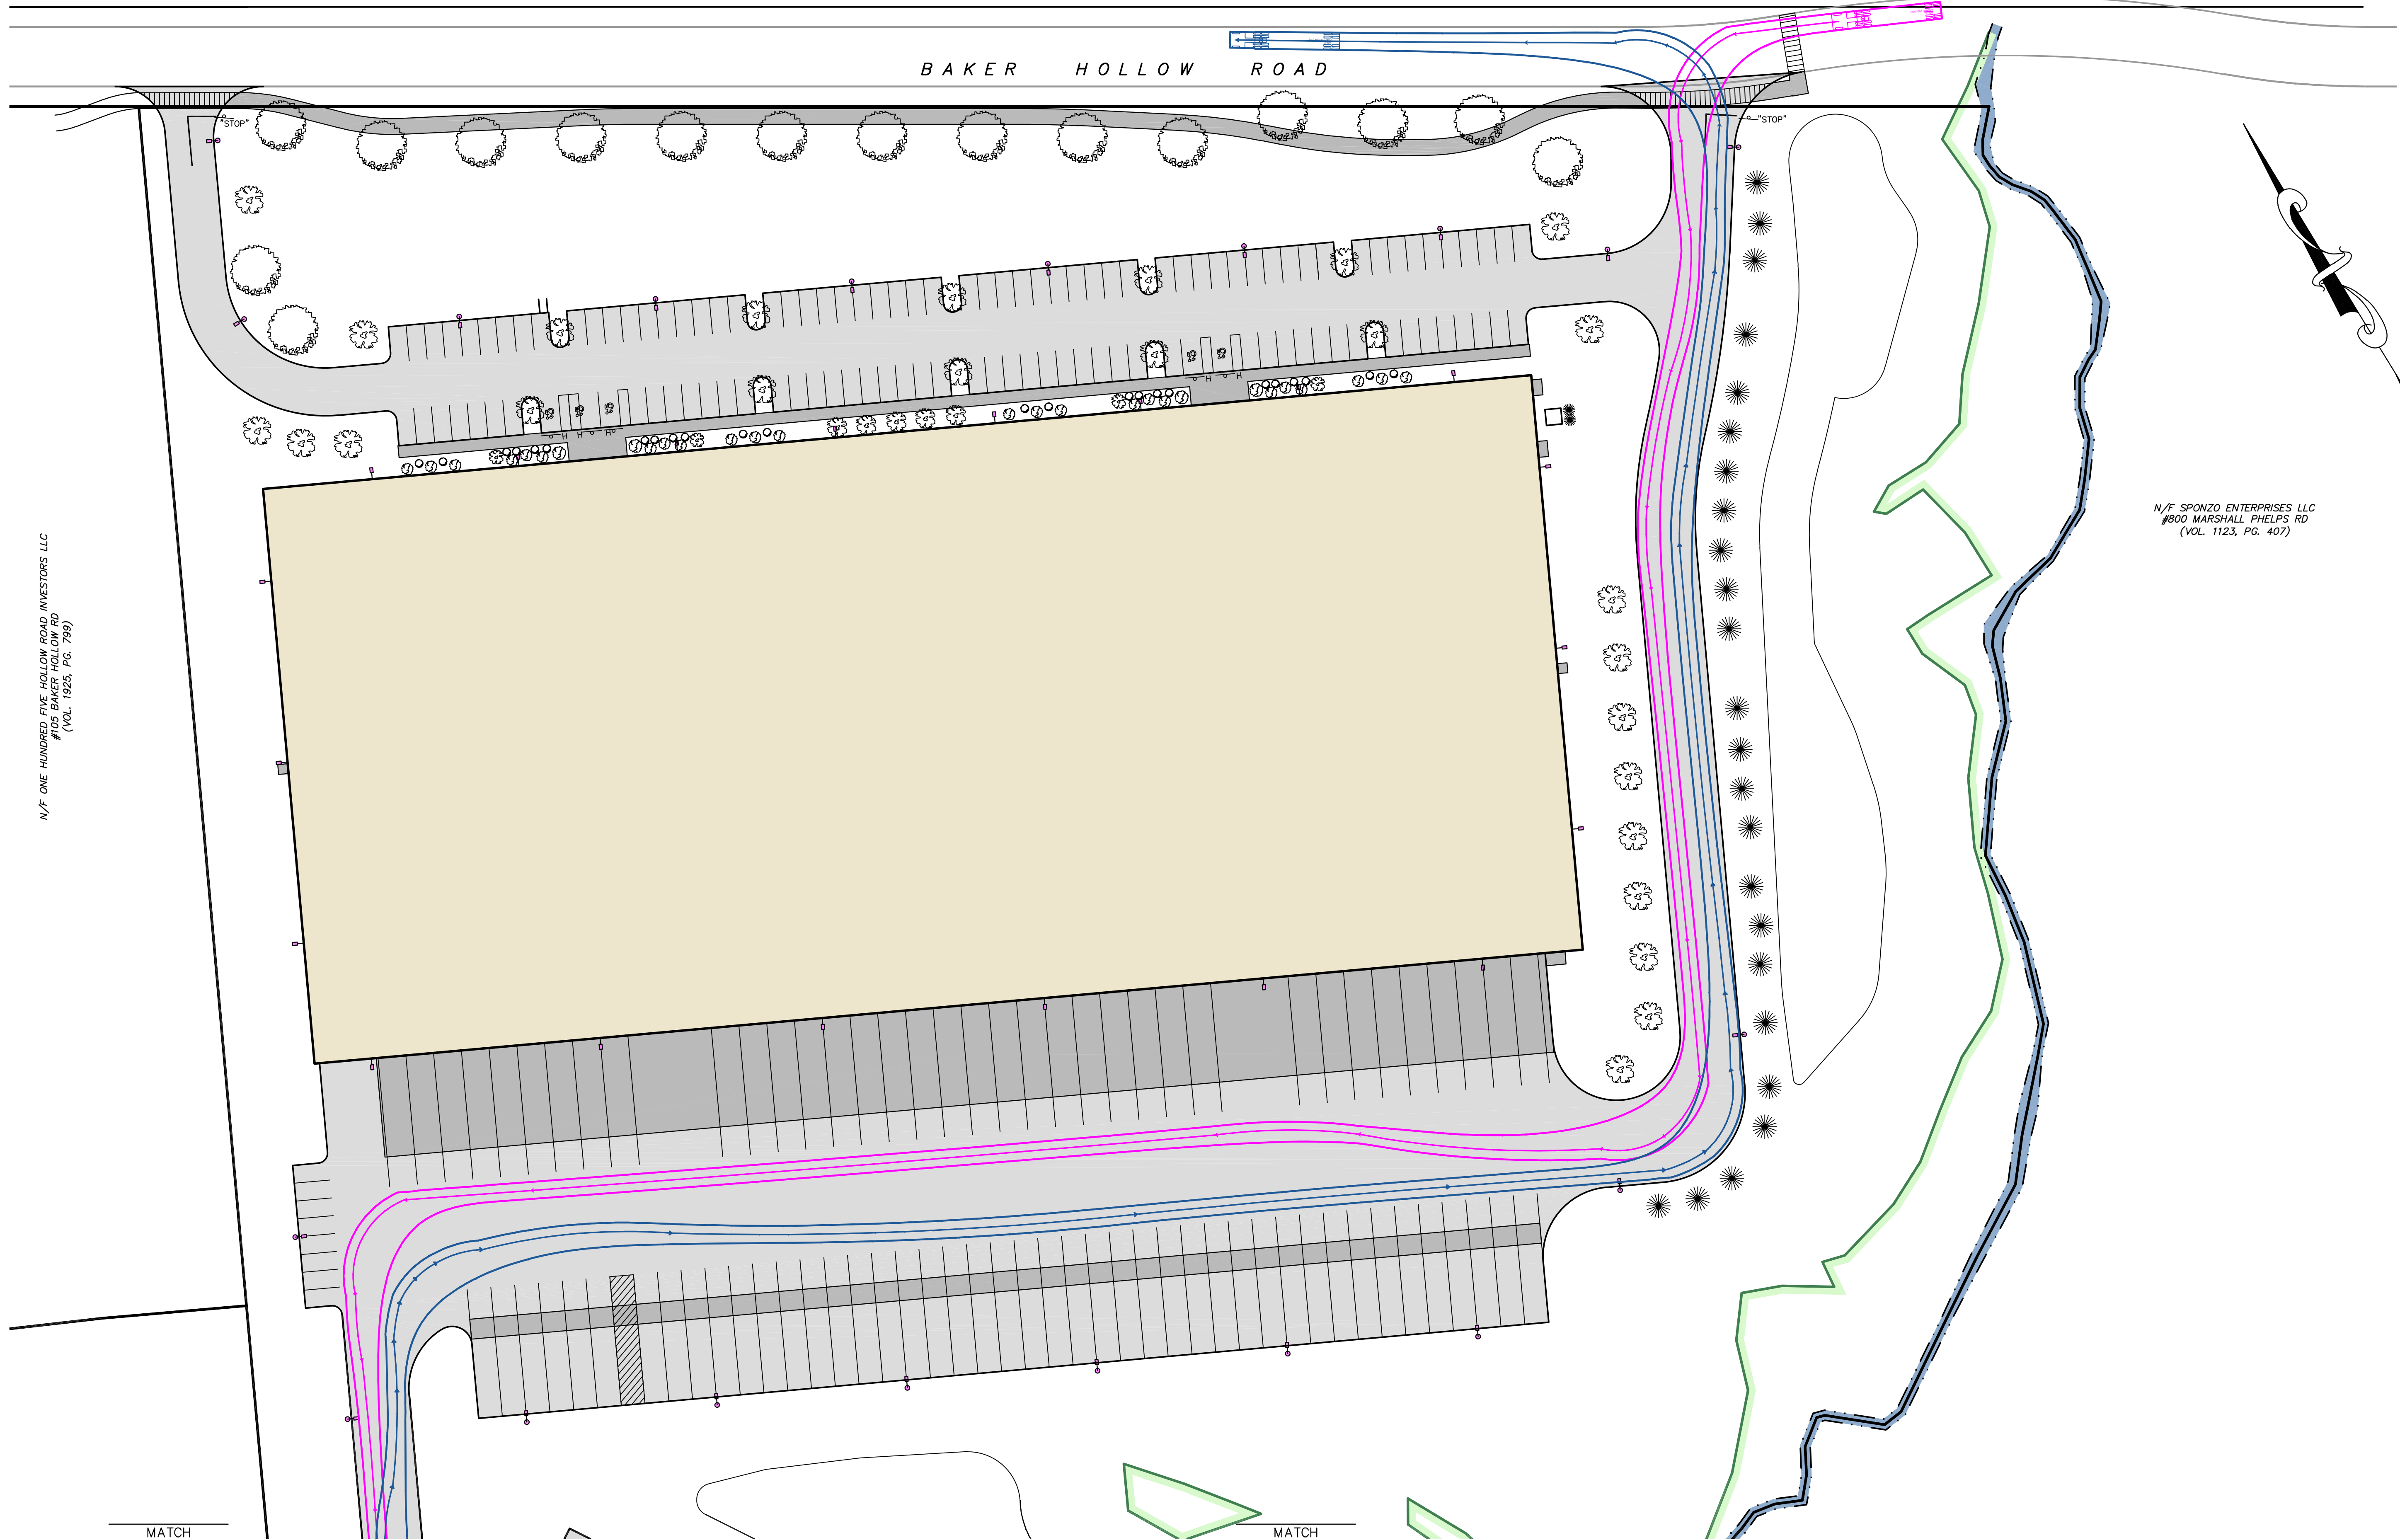 BAKER HOLLOW ROAD
"STOP"
"STOP"
H
H
H
H
H
N/F SPONZO ENTERPRISES LLC
#800 MARSHALL PHELPS RD
(VOL. 1123, PG. 407)
N/F ONE HUNDRED FIVE HOLLOW ROAD INVESTORS LLC
#105 BAKER HOLLOW RD
(VOL. 1925, PG. 799)
MATCH
MATCH